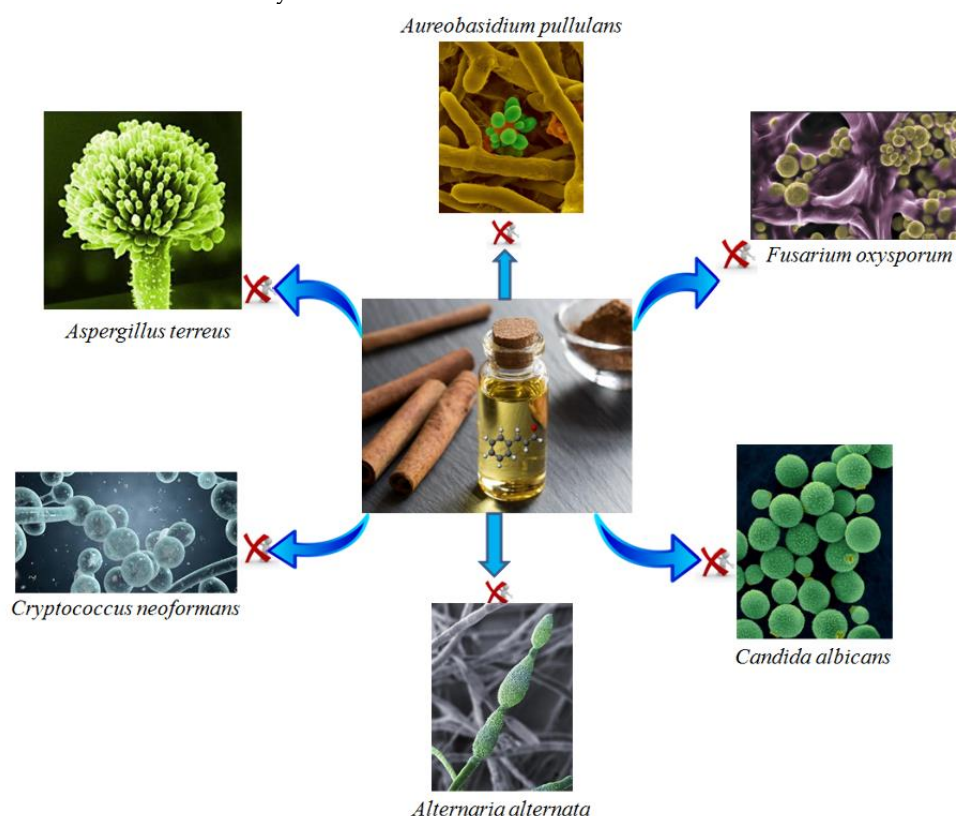 Aureobasidium pullulans
Fusarium oxysporum
Aspergillus terreus
Cryptococcus neoformans
Candida albicans
Alternaria alternata